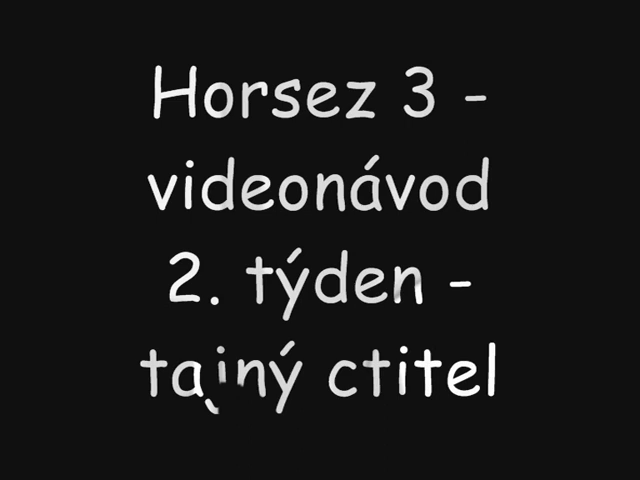 Horsez 3 -
videonávod
2. týden -
tajný ctitel